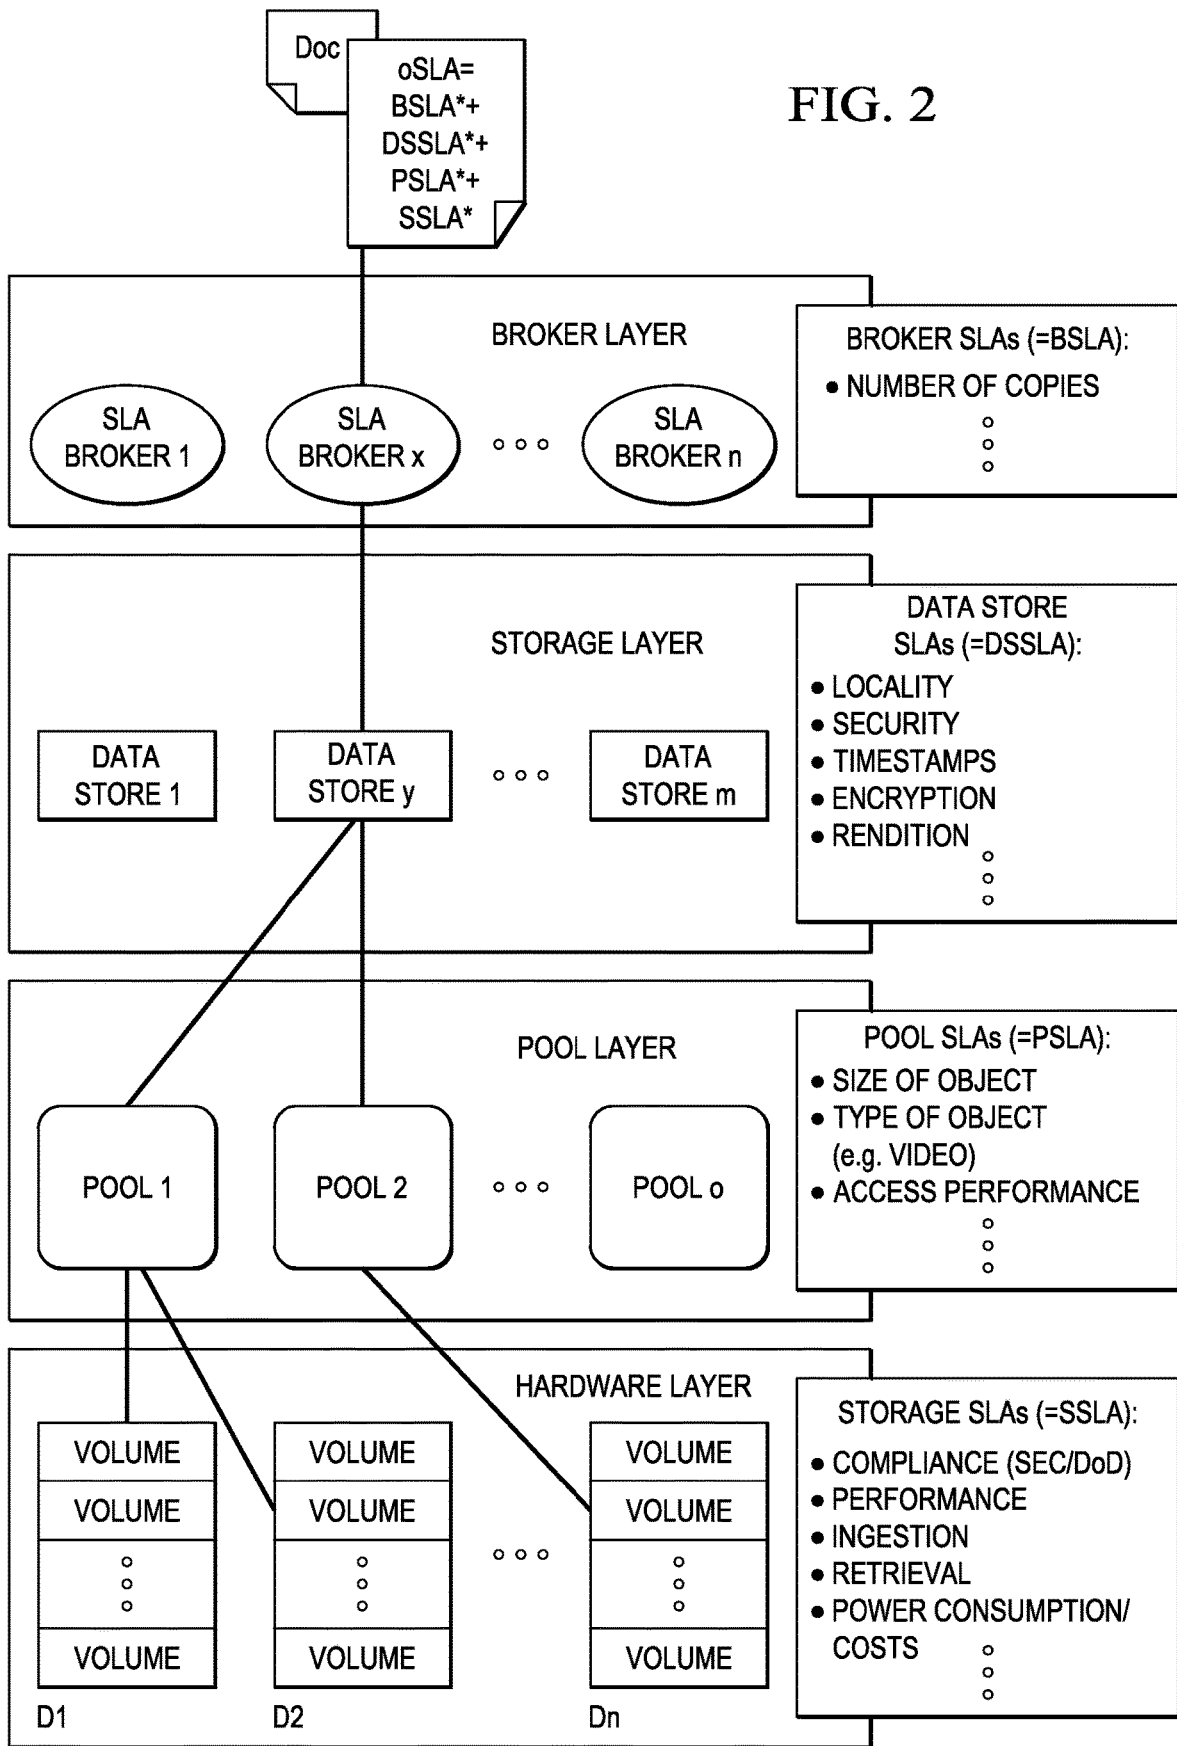 Doc
oSLA=
BSLA*+
DSSLA*+
PSLA*+
SSLA*
FIG. 2
BROKER LAYER
SLA
BROKER 1
SLA
BROKER x
SLA
BROKER n
BROKER SLAs (=BSLA):
• NUMBER OF COPIES
STORAGE LAYER
DATA
STORE 1
DATA
STORE y
DATA
STORE m
DATA STORE
SLAs (=DSSLA):
• LOCALITY
• SECURITY
• TIMESTAMPS
• ENCRYPTION
• RENDITION
POOL LAYER
POOL 1
POOL 2
POOL o
POOL SLAs (=PSLA):
• SIZE OF OBJECT
• TYPE OF OBJECT
(e.g. VIDEO)
• ACCESS PERFORMANCE
HARDWARE LAYER
VOLUME
VOLUME
VOLUME
D1
VOLUME
VOLUME
VOLUME
D2
VOLUME
VOLUME
VOLUME
Dn
STORAGE SLAs (=SSLA):
• COMPLIANCE (SEC/DoD)
• PERFORMANCE
• INGESTION
• RETRIEVAL
• POWER CONSUMPTION/
COSTS